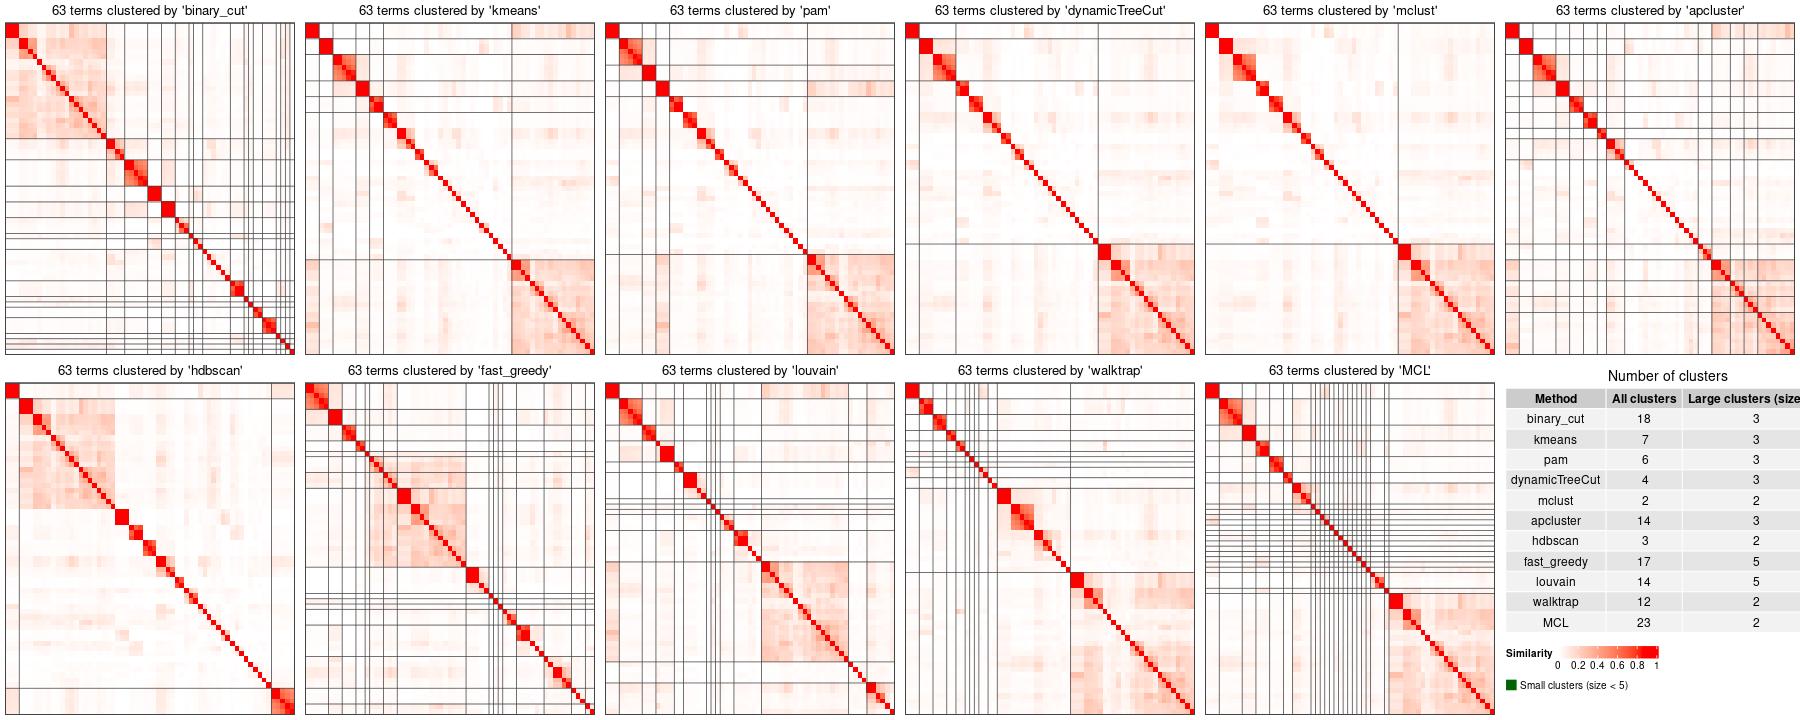 63 terms clustered by 'binary_cut'
63 terms clustered by 'kmeans'
63 terms clustered by 'pam'
63 terms clustered by 'dynamicTreeCut'
63 terms clustered by 'mclust'
63 terms clustered by 'apcluster'
63 terms clustered by 'hdbscan'
63 terms clustered by 'fast_greedy'
63 terms clustered by 'louvain'
63 terms clustered by 'walktrap'
63 terms clustered by 'MCL'
Number of clusters
Method All clusters Large clusters (size
binary_cut 18 3
kmeans 7 3
pam 6 3
dynamicTreeCut 4 3
mclust 2 2
apcluster 14 3
hdbscan 3 2
fast_greedy 17 5
louvain 14 5
walktrap 12 2
MCL 23 2
Similarity
0 0.2 0.4 0.6 0.8 1
Small clusters (size < 5)